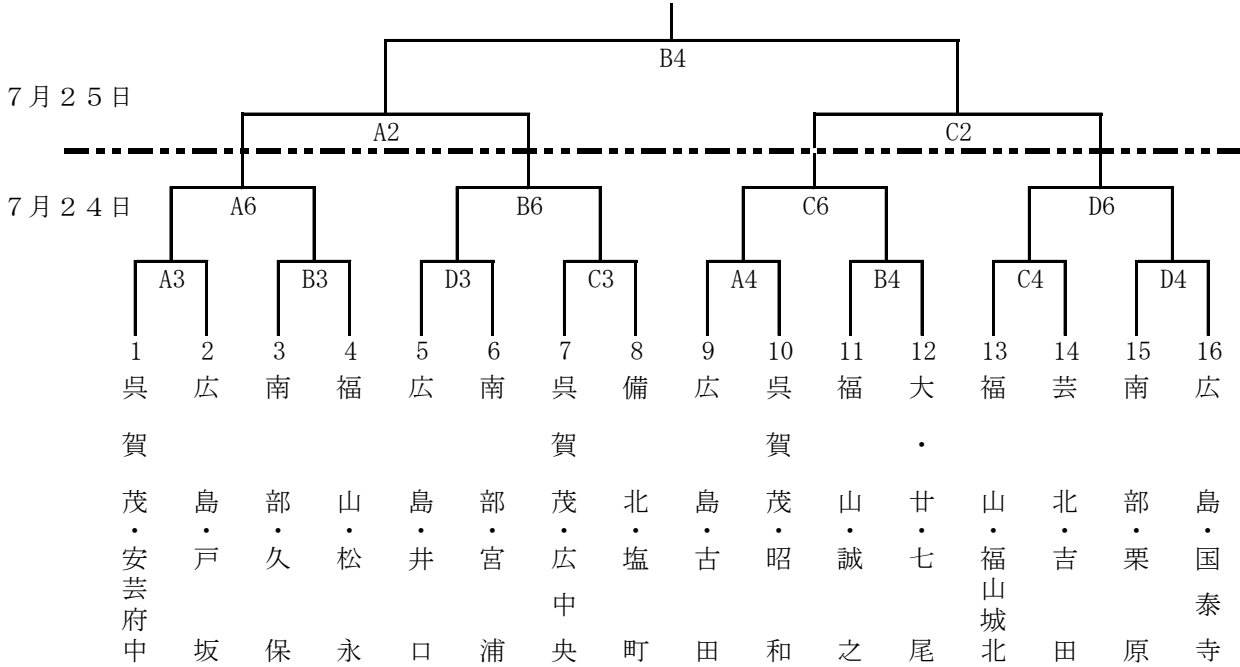 B4
７月２５日
A2 C2
７月２４日
A6 B6 C6 D6
A3 B3 D3 C3 A4 B4 C4 D4
1 2 3 4 5 6 7 8 9 10 11 12 13 14 15 16
呉賀茂・安芸府中
広島・戸坂
南部・久保
福山・松永
広島・井口
南部・宮浦
呉賀茂・広中央
備北・塩町
広島・古田
呉賀茂・昭和
福山・誠之
大・廿・七尾
福山・福山城北
芸北・吉田
南部・栗原
広島・国泰寺